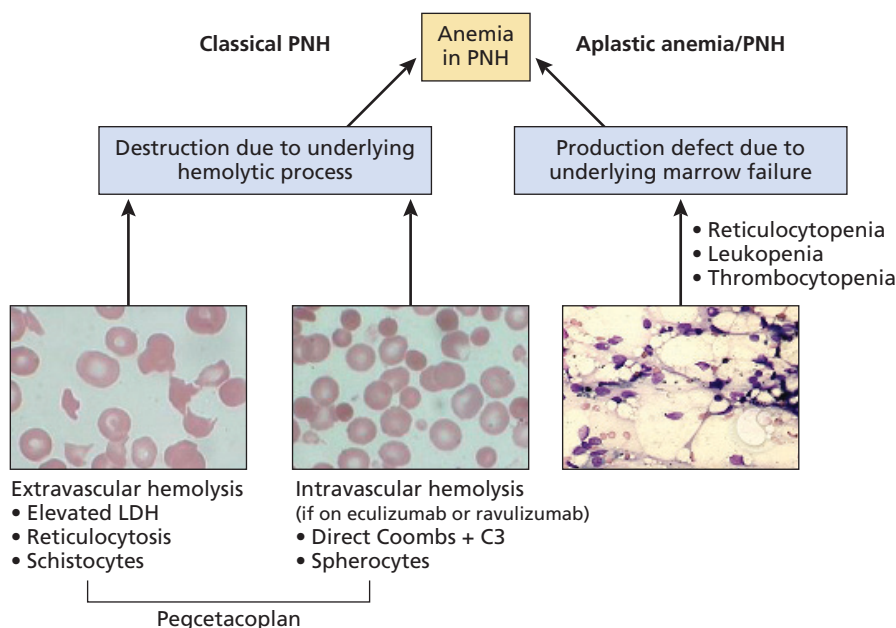 Classical PNH
Anemia
in PNH
Aplastic anemia/PNH
Destruction due to underlying
hemolytic process
Production defect due to
underlying marrow failure
• Reticulocytopenia
• Leukopenia
• Thrombocytopenia
Extravascular hemolysis
• Elevated LDH
• Reticulocytosis
• Schistocytes
Intravascular hemolysis
(if on eculizumab or ravulizumab)
• Direct Coombs + C3
• Spherocytes
Pegcetacoplan